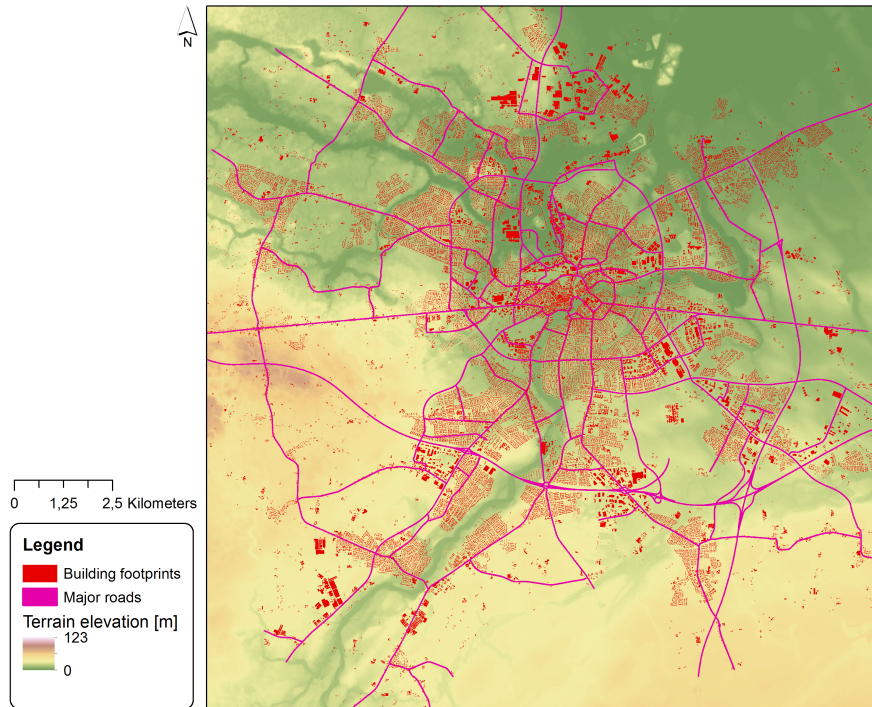 N
0 1,25 2,5 Kilometers
Legend
Building footprints
Major roads
Terrain elevation [m]
123
0